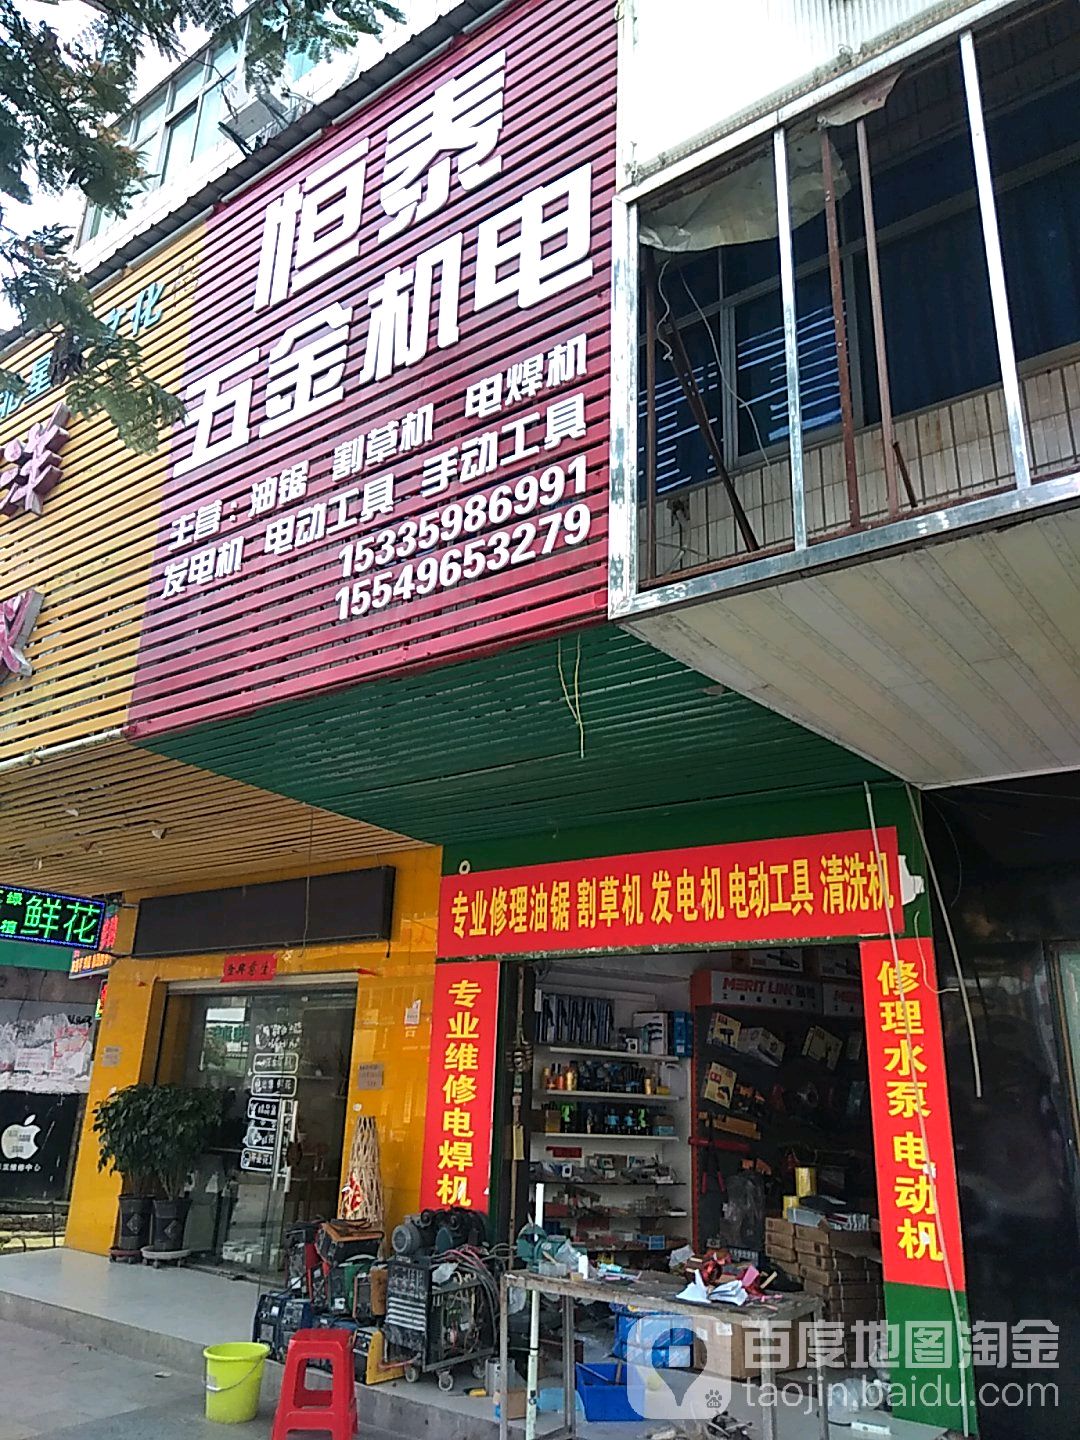 恒泰
五金机电
主营：油锯 割草机 电焊机
发电机 电动工具 手动工具
15335986991
15549653279
化
星
洋
鲜花
专业修理油锯 割草机 发电机 电动工具 清洗机
专业维修电焊机
修理水泵 电动机
MERIT LINK
百度地图淘金
taojin.baidu.com